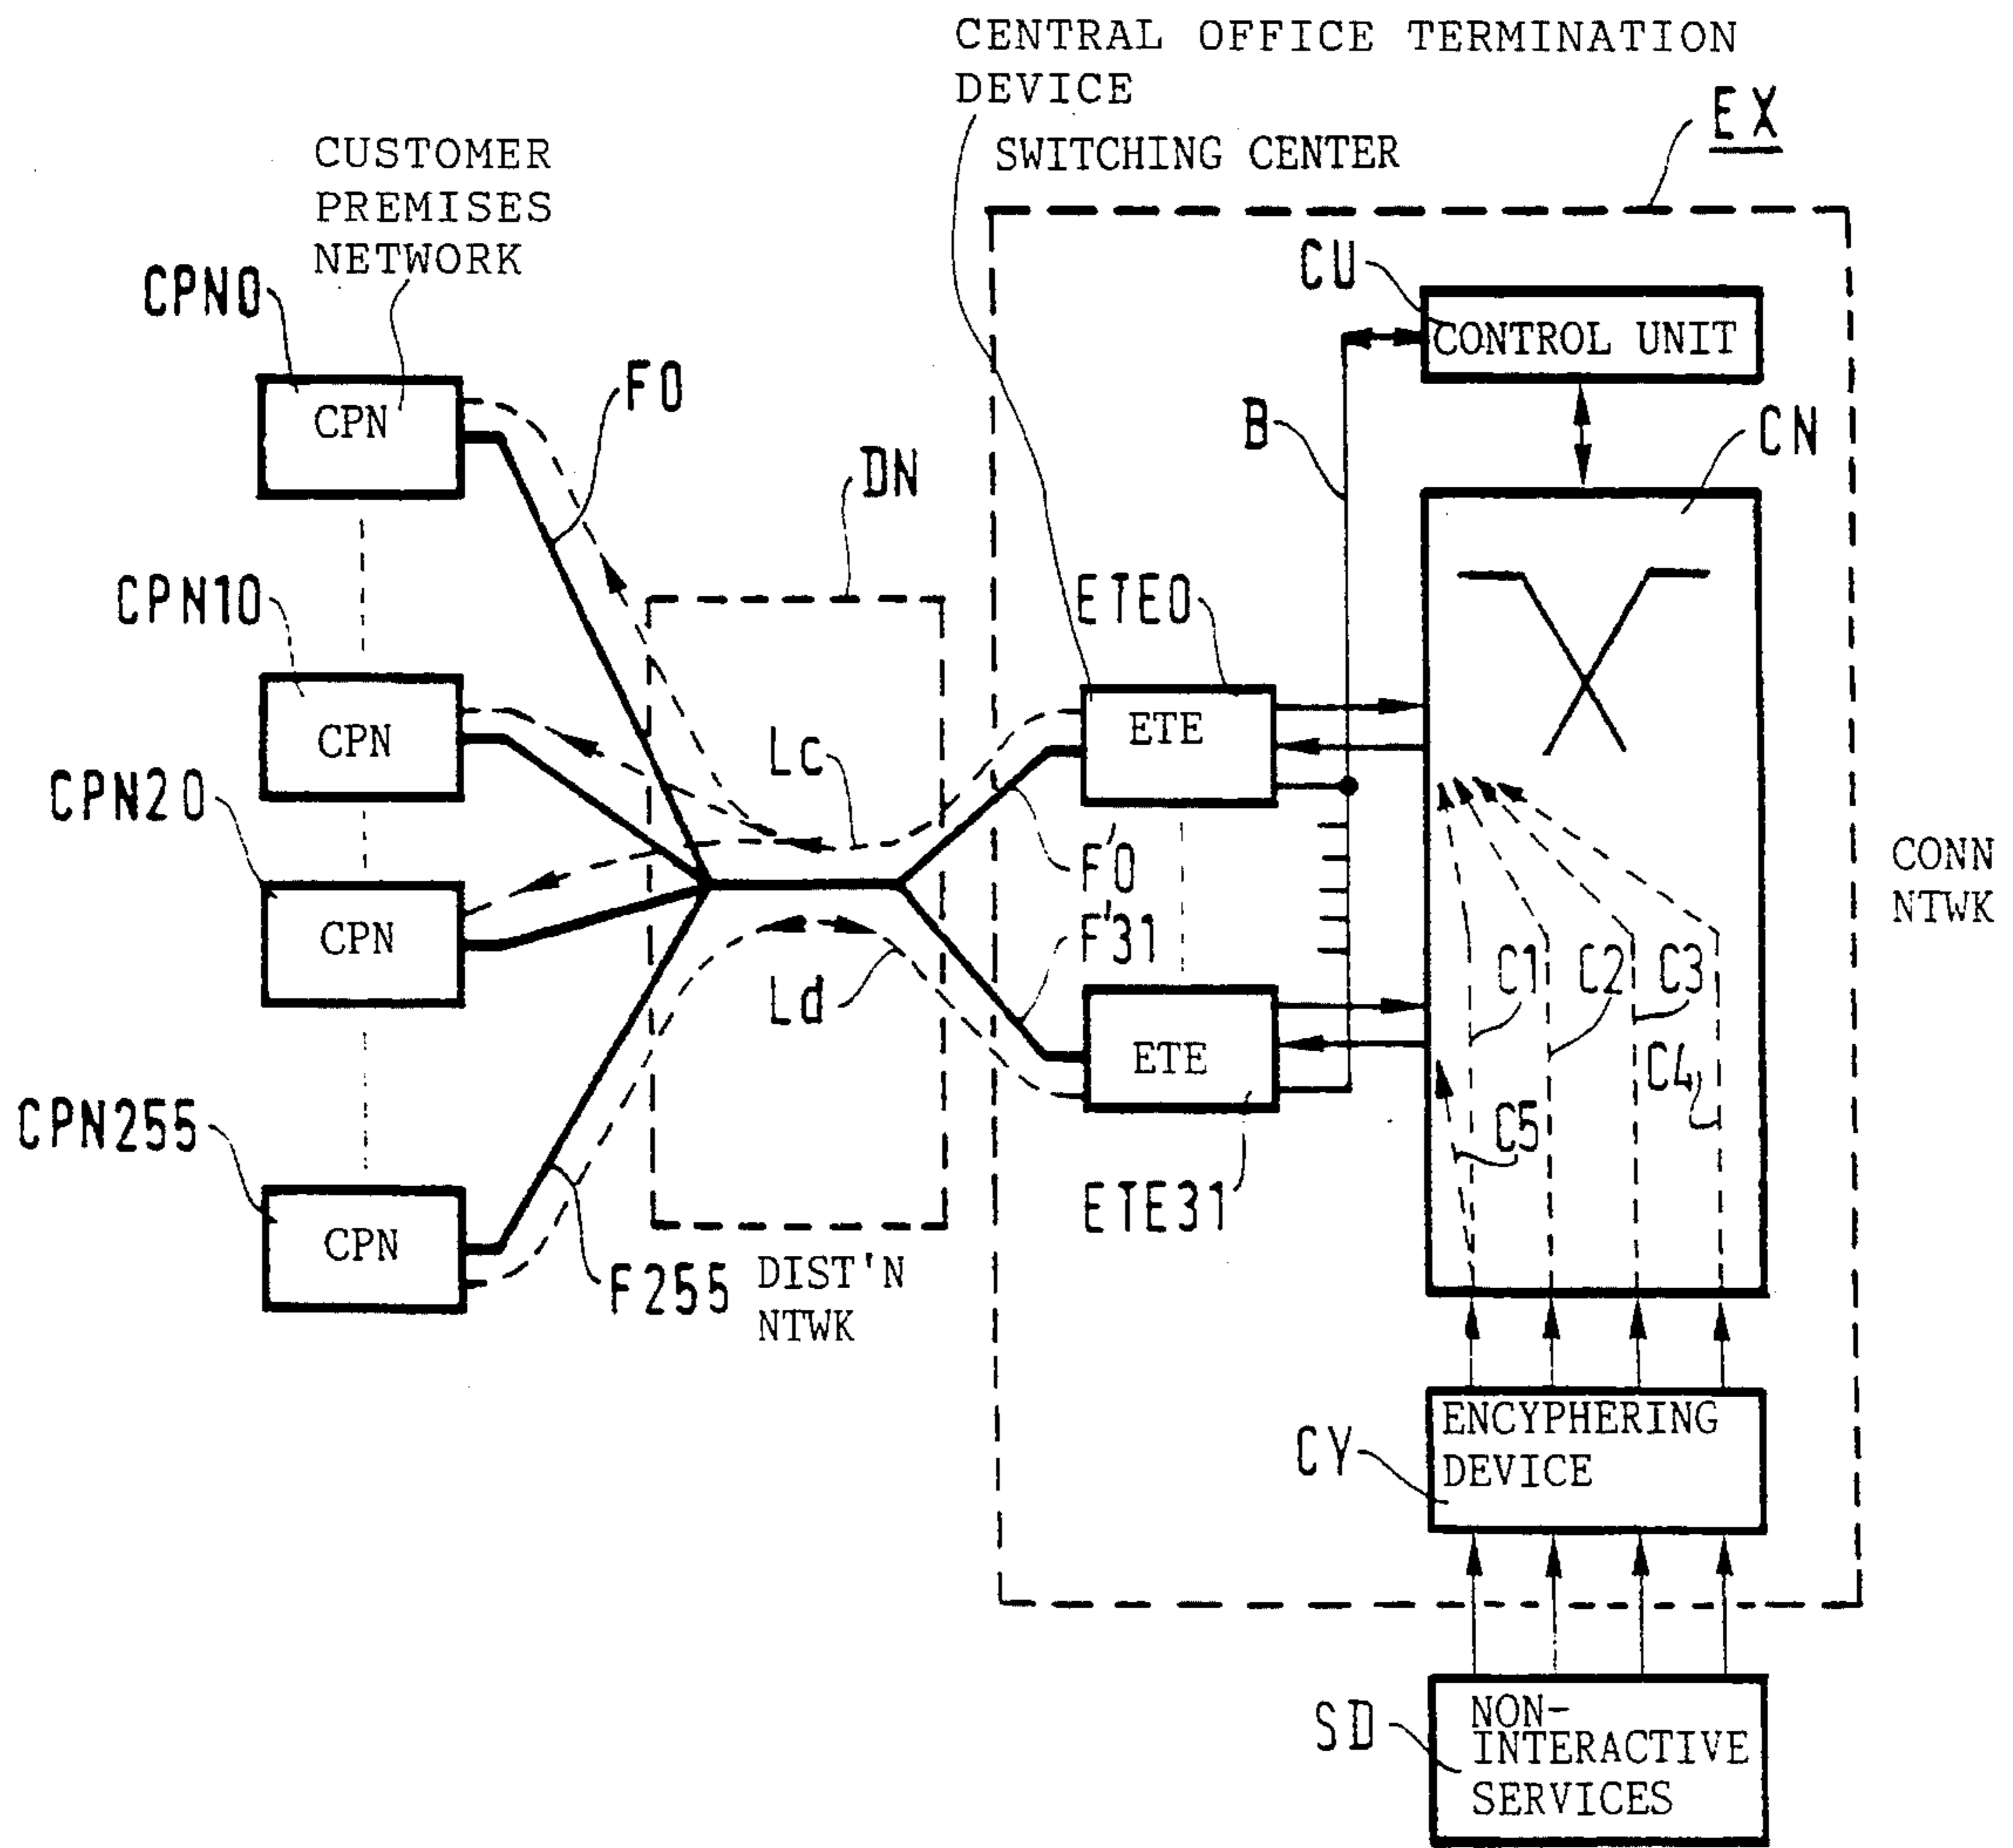 CENTRAL OFFICE TERMINATION
DEVICE
EX
SWITCHING CENTER
CUSTOMER
PREMISES
NETWORK
CPN0
CU
CONTROL UNIT
CPN
F0
B
CN
DN
CPN10
ETE0
CPN
ETE
Lc
CPN20
F'0
CONN
NTWK
F'31
CPN
C1
C2
C3
Ld
ETE
C4
CPN255
C5
ETE31
CPN
F255
DIST'N
NTWK
ENCYPHERING
DEVICE
CY
SD
NON-
INTERACTIVE
SERVICES